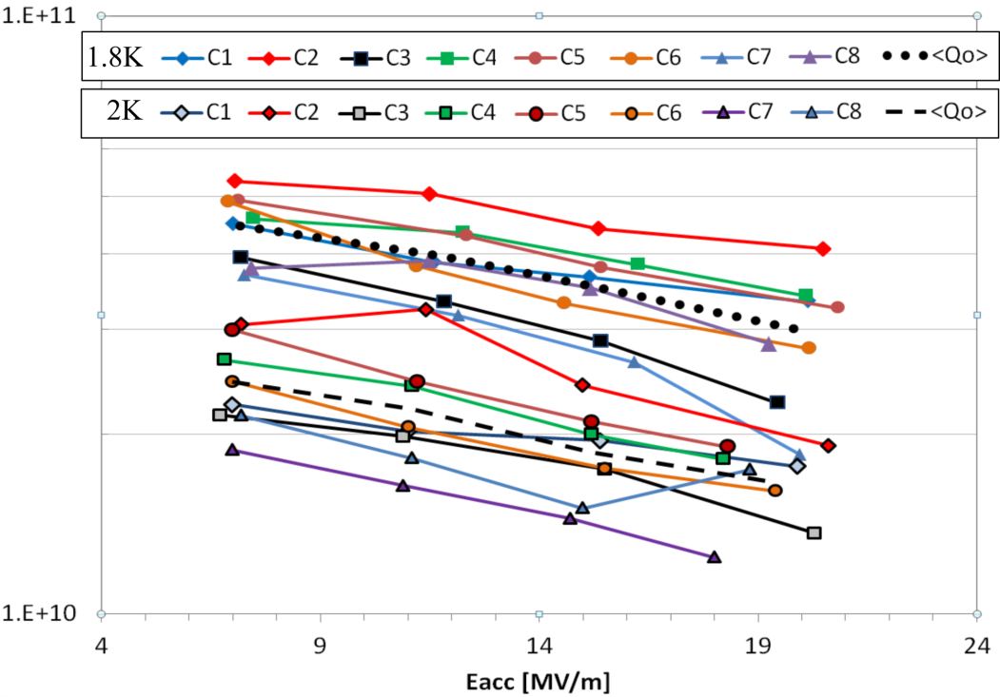 1.E+11
1.8K C1 C2 C3 C4 C5 C6 C7 C8 <Qo>
2K C1 C2 C3 C4 C5 C6 C7 C8 <Qo>
1.E+10
4 9 14 19 24
Eacc [MV/m]